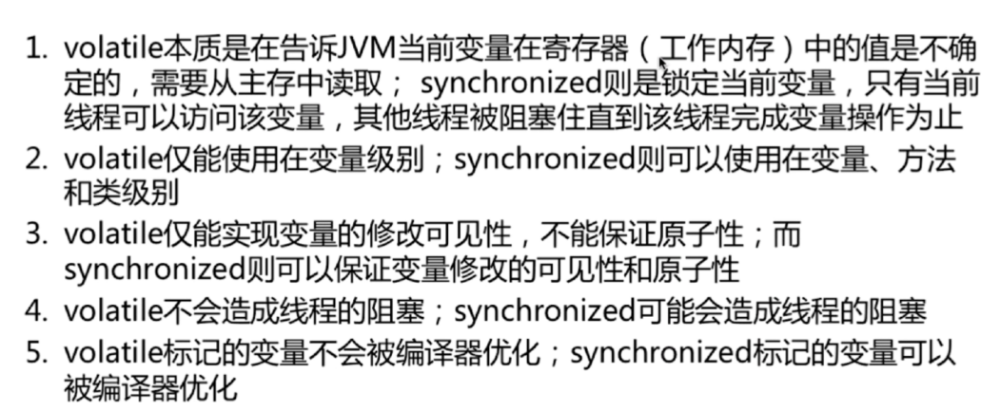 1. volatile本质是在告诉JVM当前变量在寄存器（工作内存）中的值是不确
定的，需要从主存中读取； synchronized则是锁定当前变量，只有当前
线程可以访问该变量，其他线程被阻塞住直到该线程完成变量操作为止
2. volatile仅能使用在变量级别；synchronized则可以使用在变量、方法
和类级别
3. volatile仅能实现变量的修改可见性，不能保证原子性；而
synchronized则可以保证变量修改的可见性和原子性
4. volatile不会造成线程的阻塞；synchronized可能会造成线程的阻塞
5. volatile标记的变量不会被编译器优化；synchronized标记的变量可以
被编译器优化